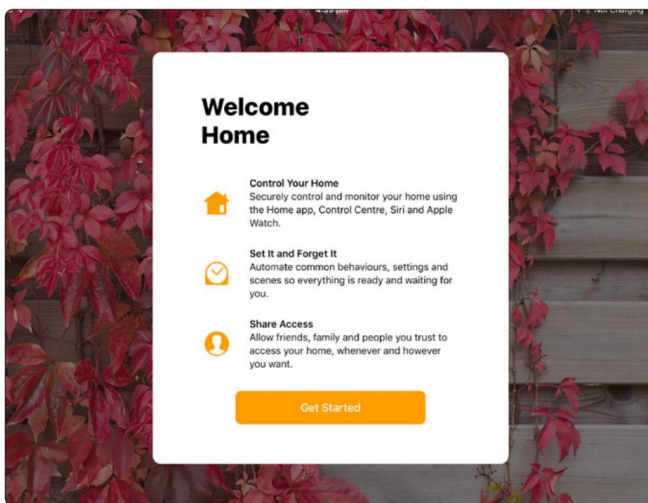 4:39 pm
Not Charging
Welcome
Home
Control Your Home
Securely control and monitor your home using
the Home app, Control Centre, Siri and Apple
Watch.
Set It and Forget It
Automate common behaviours, settings and
scenes so everything is ready and waiting for
you.
Share Access
Allow friends, family and people you trust to
access your home, whenever and however
you want.
Get Started